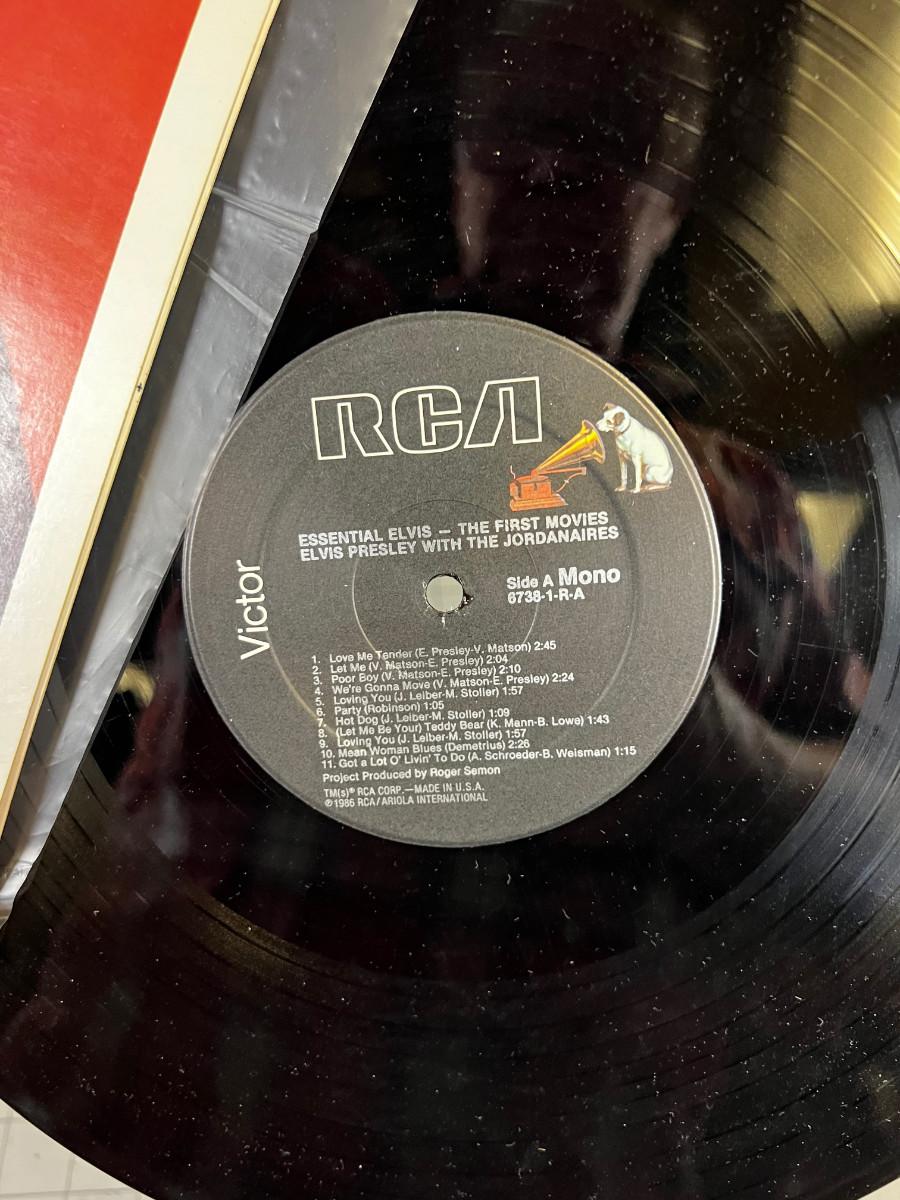 RCA
ESSENTIAL ELVIS – THE FIRST MOVIES
ELVIS PRESLEY WITH THE JORDANAIRES
Victor
Side A Mono
6738-1-R-A
1. Love Me Tender (E. Presley-V. Matson) 2:45
2. Let Me (V. Matson-E. Presley) 2:04
3. Poor Boy (V. Matson-E. Presley) 2:10
4. We're Gonna Move (V. Matson-E. Presley) 2:24
5. Loving You (J. Leiber-M. Stoller) 1:57
6. Party (Robinson) 1:05
7. Hot Dog (J. Leiber-M. Stoller) 1:09
8. (Let Me Be Your) Teddy Bear (K. Mann-B. Lowe) 1:43
9. Loving You (J. Leiber-M. Stoller) 1:57
10. Mean Woman Blues (Demetrius) 2:26
11. Got a Lot O' Livin' To Do (A. Schroeder-B. Weisman) 1:15
Project Produced by Roger Semon
TM(s)® RCA CORP.—MADE IN U.S.A.
℗1986 RCA/ARIOLA INTERNATIONAL